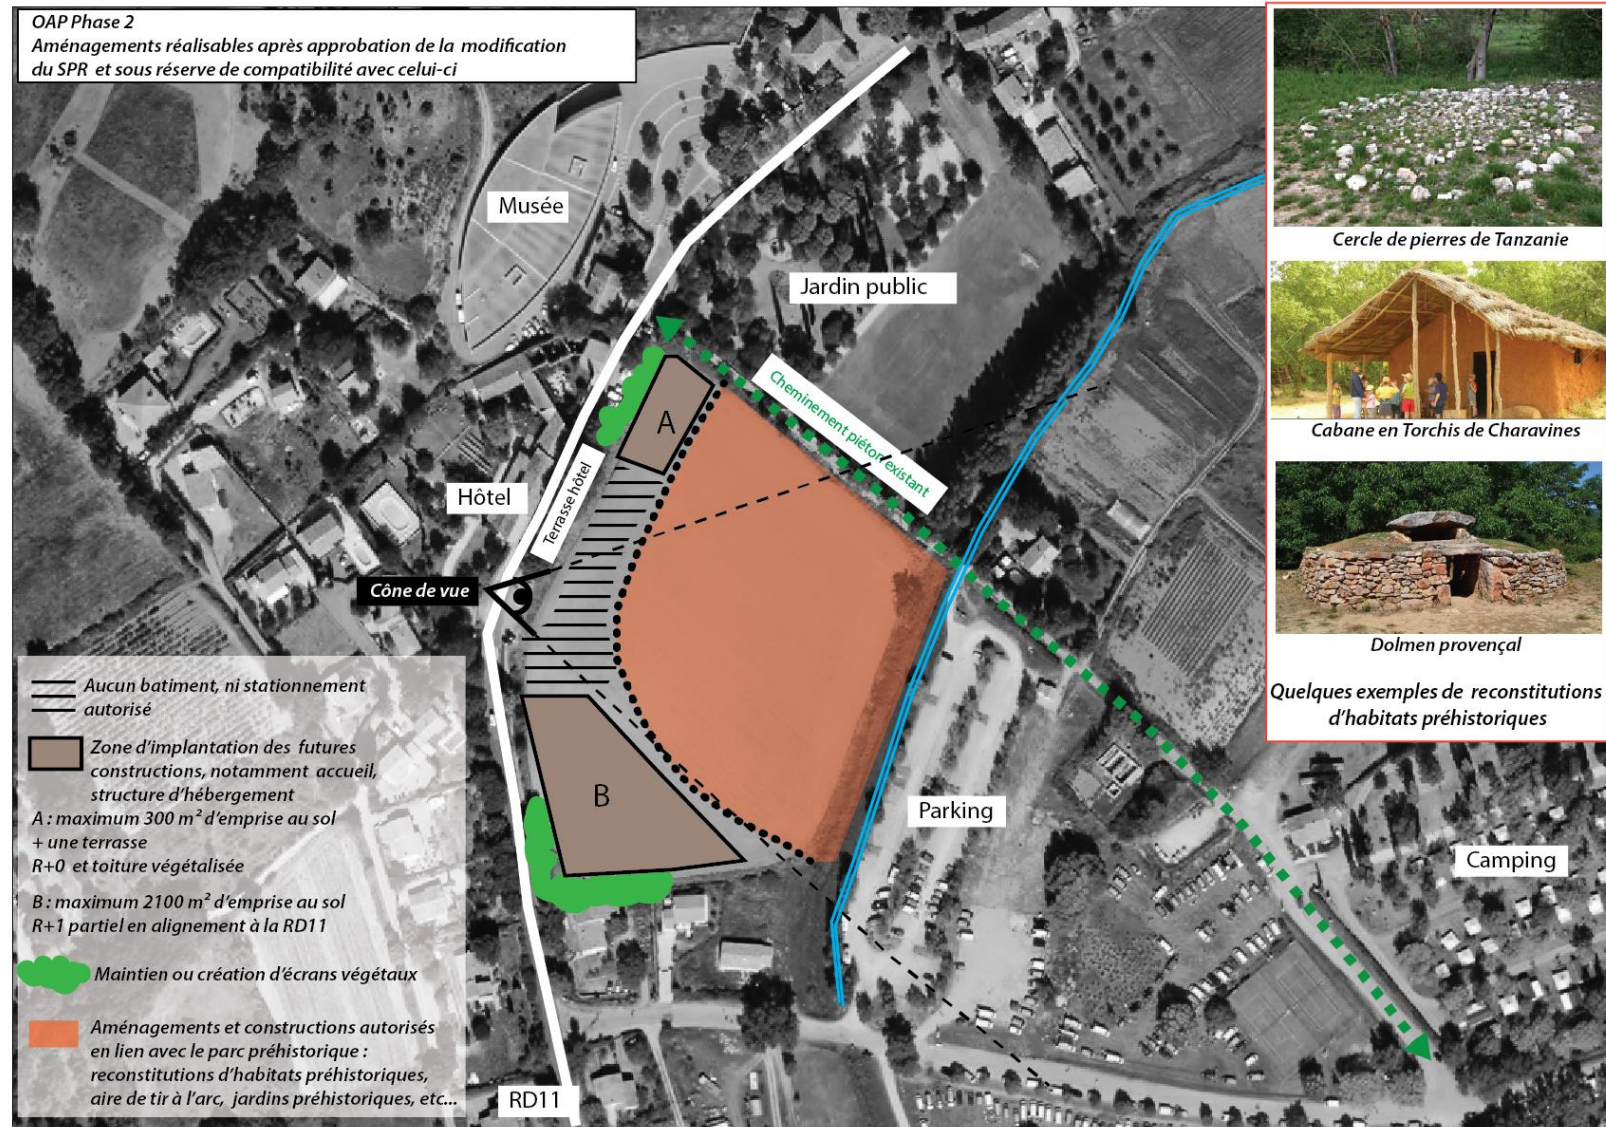 OAP Phase 2
Aménagements réalisables après approbation de la modification
du SPR et sous réserve de compatibilité avec celui-ci
Musée
Jardin public
Cheminement piéton existant
A
Hôtel
Terrasse hôtel
Cône de vue
B
Parking
Camping
RD11
Aucun batiment, ni stationnement
autorisé
Zone d'implantation des futures
constructions, notamment accueil,
structure d'hébergement
A : maximum 300 m² d'emprise au sol
+ une terrasse
R+0 et toiture végétalisée
B : maximum 2100 m² d'emprise au sol
R+1 partiel en alignement à la RD11
Maintien ou création d'écrans végétaux
Aménagements et constructions autorisés
en lien avec le parc préhistorique :
reconstitutions d'habitats préhistoriques,
aire de tir à l'arc, jardins préhistoriques, etc...
Cercle de pierres de Tanzanie
Cabane en Torchis de Charavines
Dolmen provençal
Quelques exemples de reconstitutions
d'habitats préhistoriques